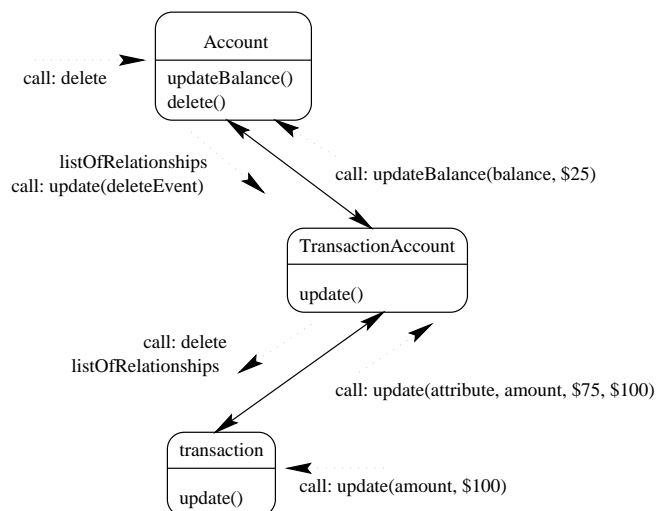 Account
call: delete
updateBalance()
delete()
listOfRelationships
call: update(deleteEvent)
call: updateBalance(balance, $25)
TransactionAccount
update()
call: delete
listOfRelationships
call: update(attribute, amount, $75, $100)
transaction
update()
call: update(amount, $100)